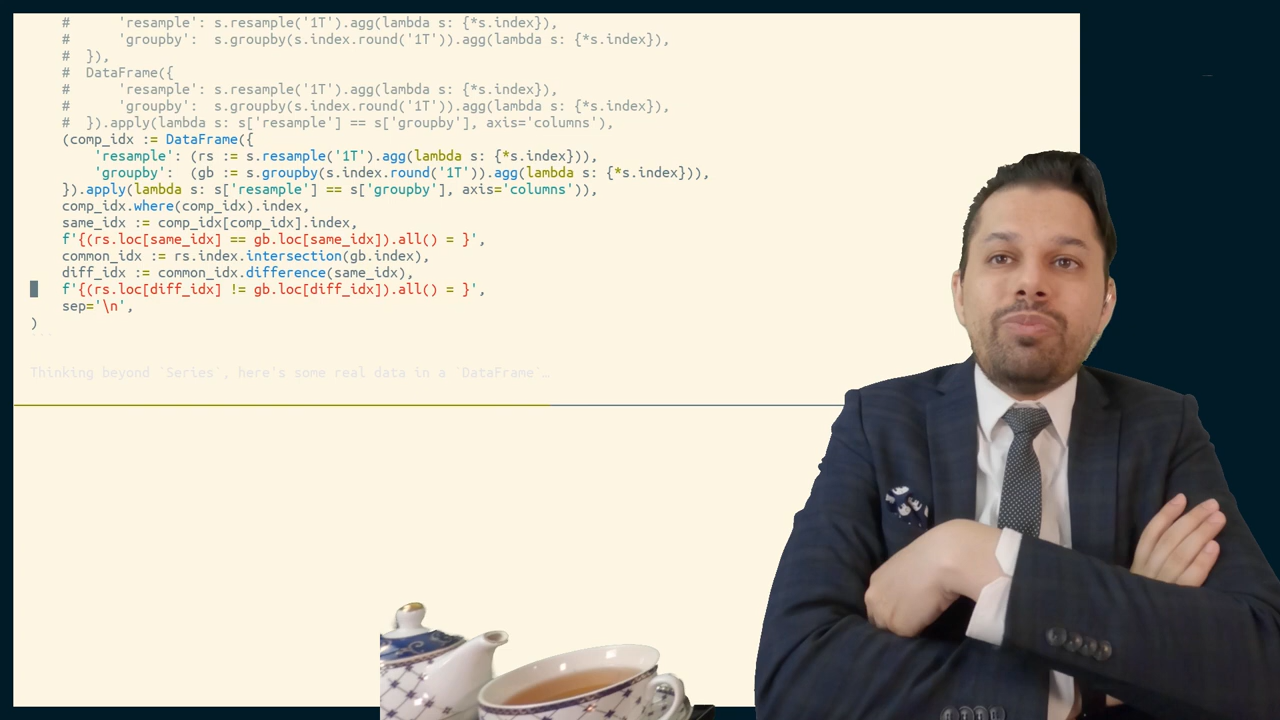 #      'resample': s.resample('1T').agg(lambda s: {*s.index}),
#      'groupby':  s.groupby(s.index.round('1T')).agg(lambda s: {*s.index}),
#  }),
#  DataFrame({
#      'resample': s.resample('1T').agg(lambda s: {*s.index}),
#      'groupby':  s.groupby(s.index.round('1T')).agg(lambda s: {*s.index}),
#  }).apply(lambda s: s['resample'] == s['groupby'], axis='columns'),
(comp_idx := DataFrame({
    'resample': (rs := s.resample('1T').agg(lambda s: {*s.index})),
    'groupby':  (gb := s.groupby(s.index.round('1T')).agg(lambda s: {*s.index})),
}).apply(lambda s: s['resample'] == s['groupby'], axis='columns')),
comp_idx.where(comp_idx).index,
same_idx := comp_idx[comp_idx].index,
f'{(rs.loc[same_idx] == gb.loc[same_idx]).all() = }',
common_idx := rs.index.intersection(gb.index),
diff_idx := common_idx.difference(same_idx),
f'{(rs.loc[diff_idx] != gb.loc[diff_idx]).all() = }',
sep='\n',
)
```
Thinking beyond `Series`, here's some real data in a `DataFrame`…